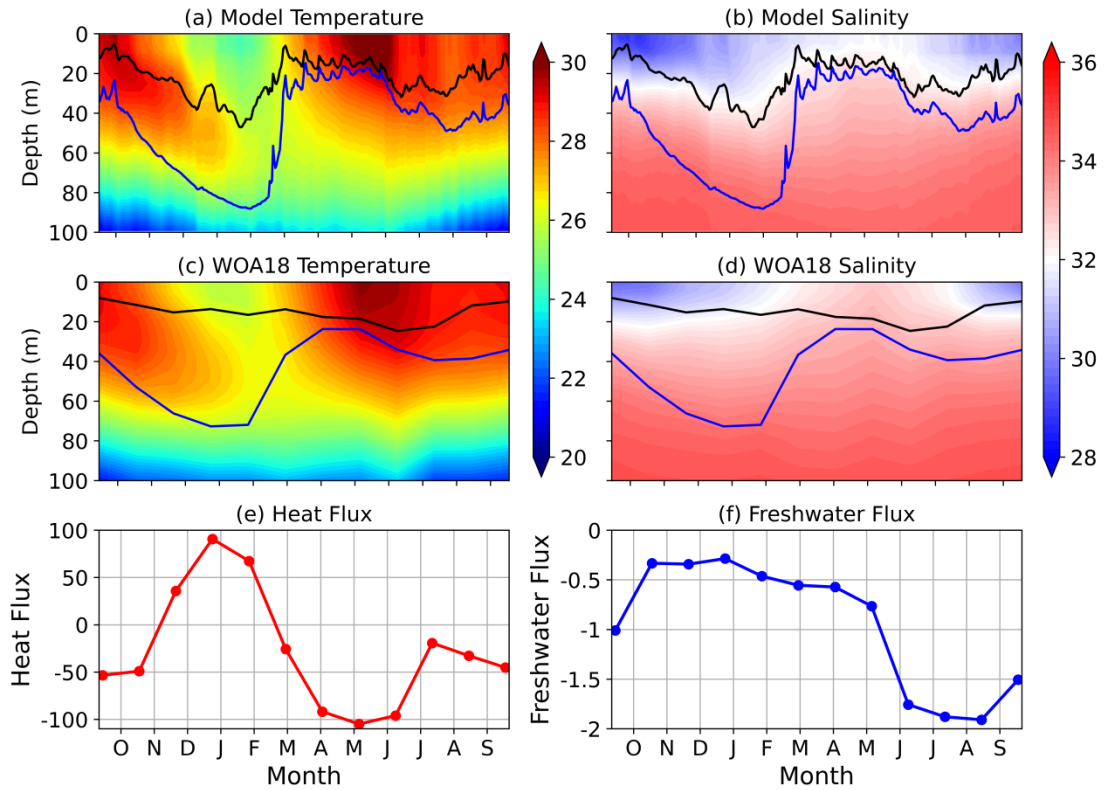 (a) Model Temperature
(b) Model Salinity
0
20
40
60
80
100
Depth (m)
30
28
26
24
22
20
36
34
32
30
28
(c) WOA18 Temperature
(d) WOA18 Salinity
0
20
40
60
80
100
Depth (m)
(e) Heat Flux
(f) Freshwater Flux
100
50
0
-50
-100
Heat Flux
0
-0.5
-1
-1.5
-2
Freshwater Flux
O N D J F M A M J J A S
O N D J F M A M J J A S
Month
Month